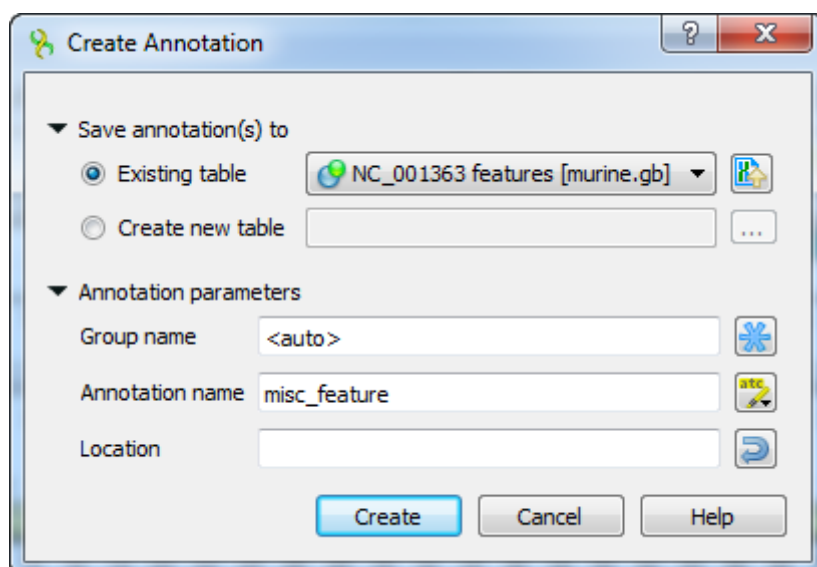 Create Annotation
Save annotation(s) to
Existing table NC_001363 features [murine.gb]
Create new table ...
Annotation parameters
Group name <auto>
Annotation name misc_feature atc
Location
Create Cancel Help